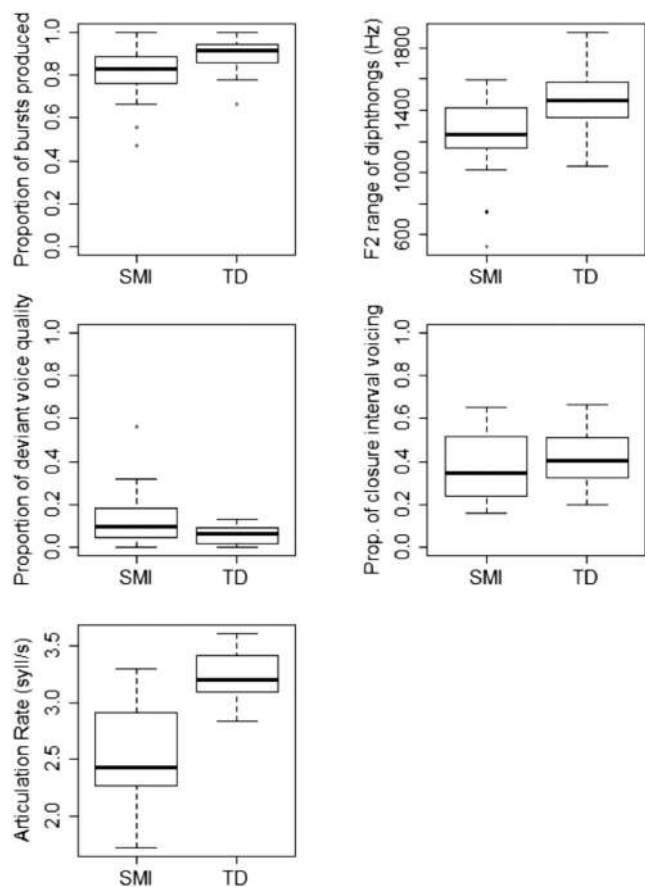 Proportion of bursts produced
1.0
0.8
0.6
0.4
0.2
0.0
SMI TD
F2 range of diphthongs (Hz)
1800
1400
1000
600
SMI TD
Proportion of deviant voice quality
1.0
0.8
0.6
0.4
0.2
0.0
SMI TD
Prop. of closure interval voicing
1.0
0.8
0.6
0.4
0.2
0.0
SMI TD
Articulation Rate (syll/s)
3.5
3.0
2.5
2.0
SMI TD